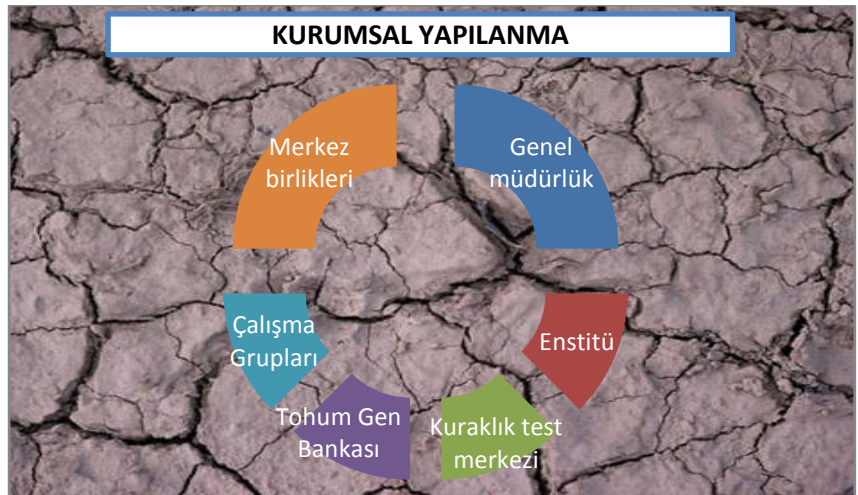 KURUMSAL YAPILANMA
Merkez
birlikleri
Genel
müdürlük
Çalışma
Grupları
Enstitü
Tohum Gen
Bankası
Kuraklık test
merkezi